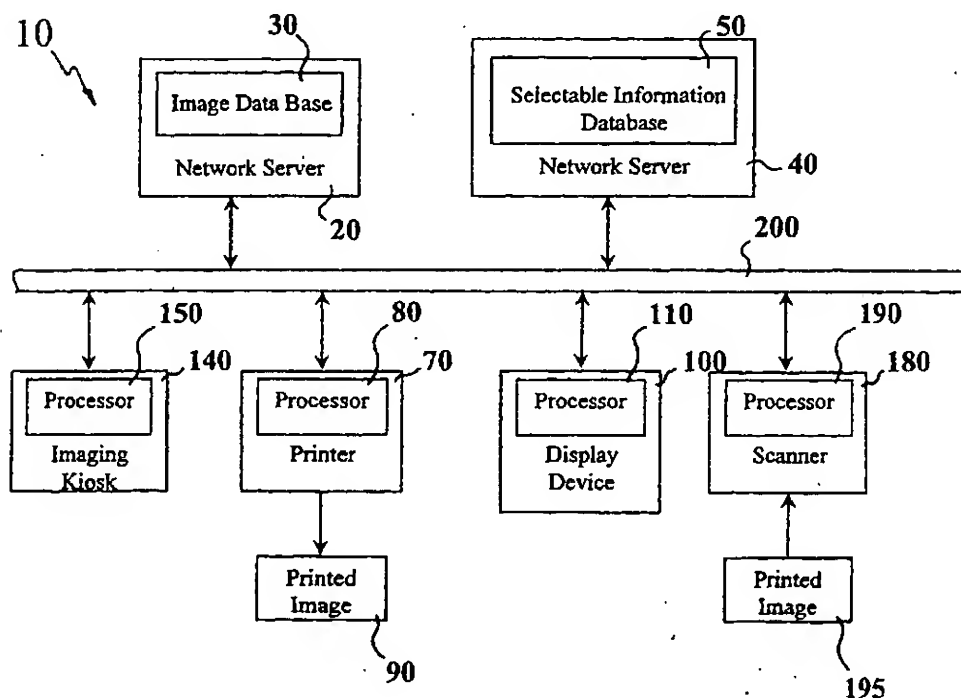 10
30
50
Image Data Base
Selectable Information
Database
Network Server
Network Server
40
20
200
150
80
110
190
140
70
100
180
Processor
Processor
Processor
Processor
Imaging
Kiosk
Printer
Display
Device
Scanner
Printed
Image
Printed
Image
90
195